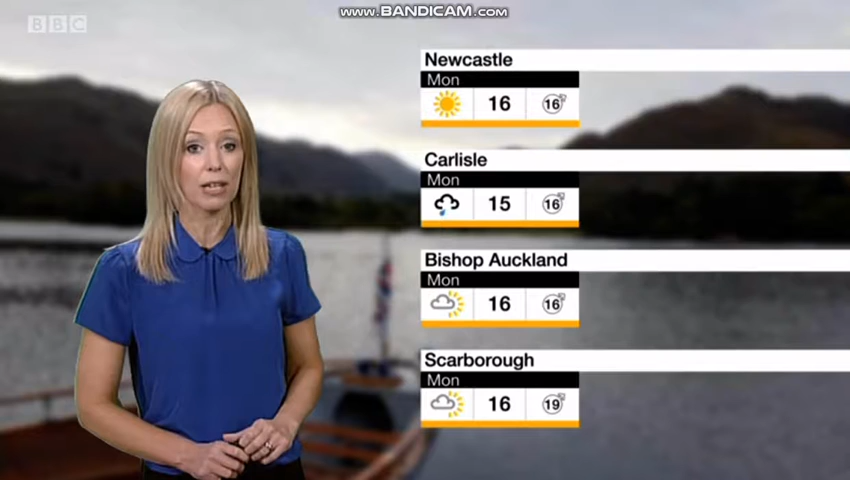 www.BANDICAM.com
BBC
Newcastle
Mon
16 16
Carlisle
Mon
15 16
Bishop Auckland
Mon
16 16
Scarborough
Mon
16 19